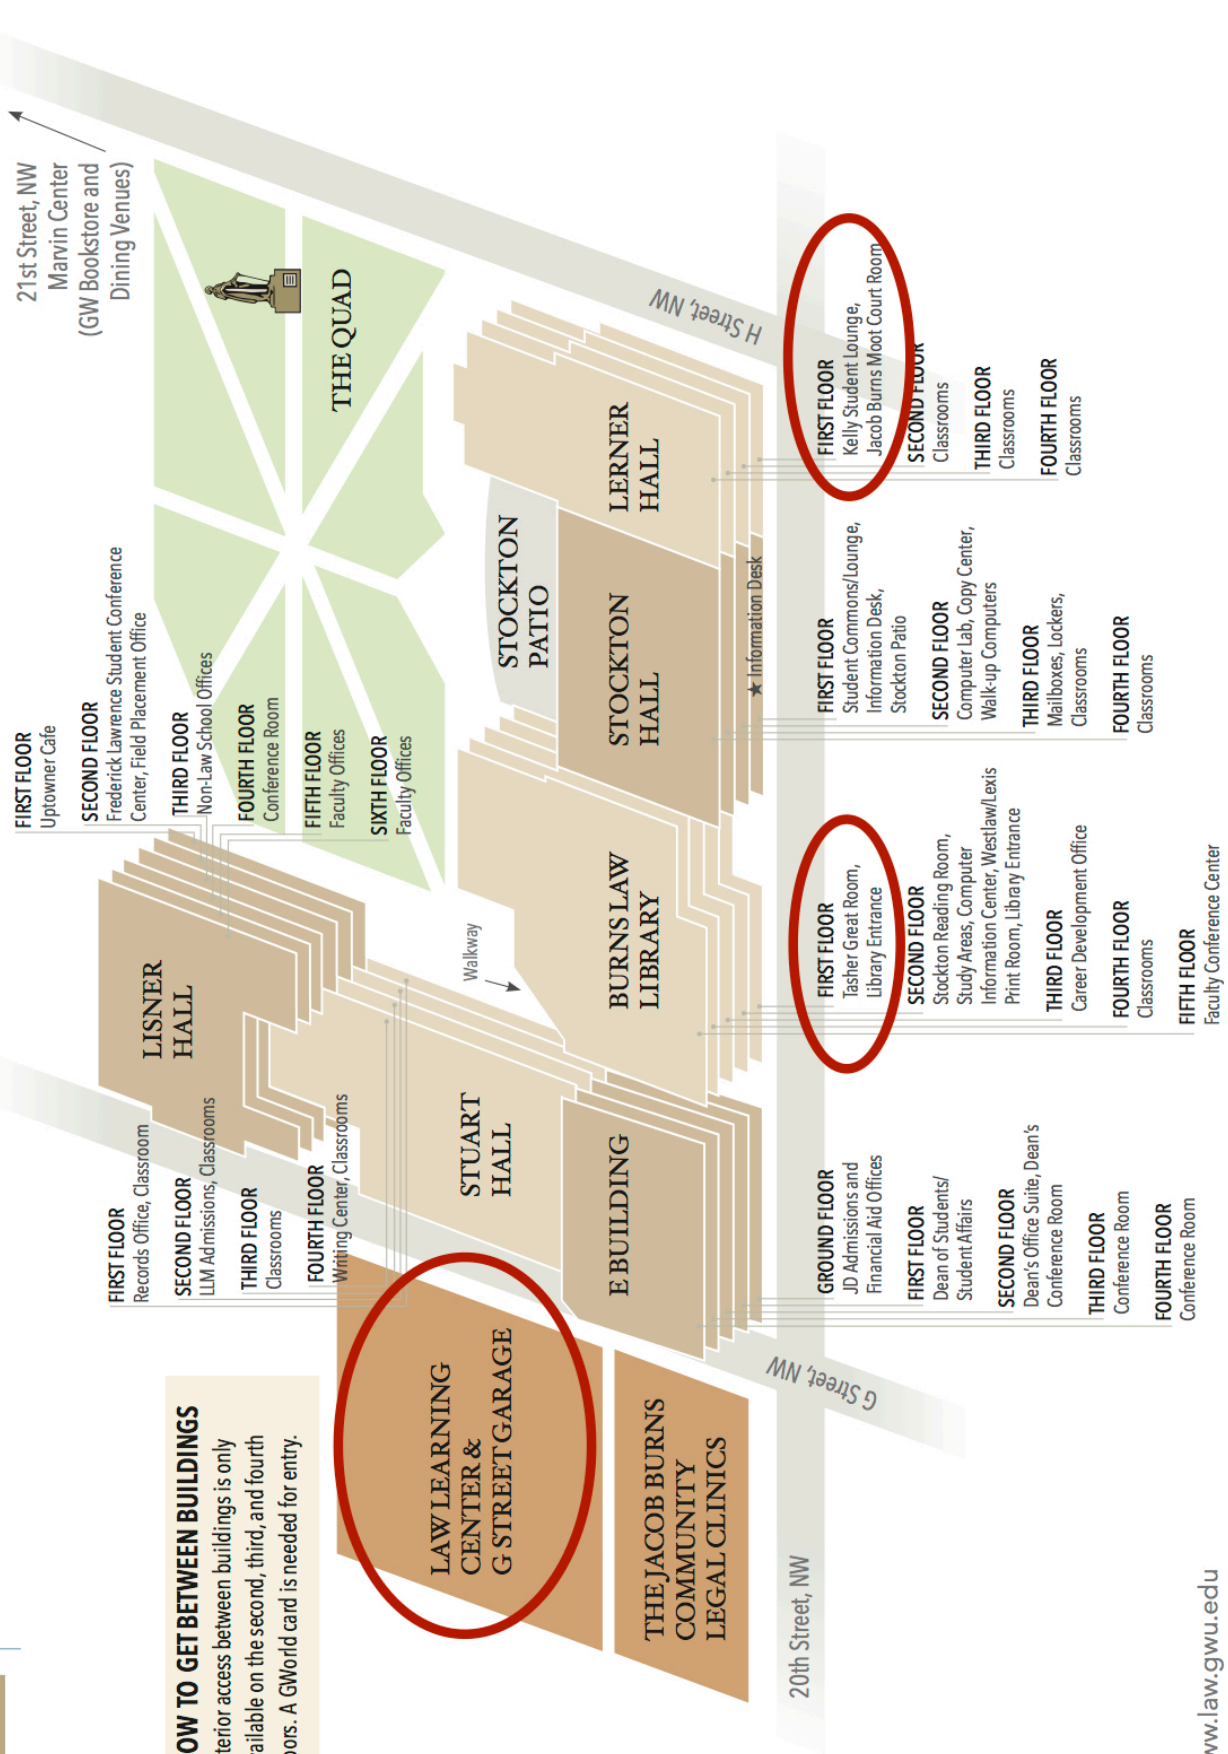 21st Street, NW
Marvin Center
(GW Bookstore and
Dining Venues)
THE QUAD
H Street, NW
FIRST FLOOR
Uptowner Cafe
SECOND FLOOR
Frederick Lawrence Student Conference
Center, Field Placement Office
THIRD FLOOR
Non-Law School Offices
FOURTH FLOOR
Conference Room
FIFTH FLOOR
Faculty Offices
SIXTH FLOOR
Faculty Offices
LISNER
HALL
FIRST FLOOR
Records Office, Classroom
SECOND FLOOR
LLM Admissions, Classrooms
THIRD FLOOR
Classrooms
FOURTH FLOOR
Writing Center, Classrooms
STUART
HALL
Walkway
BURNS LAW
LIBRARY
STOCKTON
PATIO
STOCKTON
HALL
LERNER
HALL
★ Information Desk
E BUILDING
LAW LEARNING
CENTER &
G STREET GARAGE
THE JACOB BURNS
COMMUNITY
LEGAL CLINICS
G Street, NW
20th Street, NW
GROUND FLOOR
JD Admissions and
Financial Aid Offices
FIRST FLOOR
Dean of Students/
Student Affairs
SECOND FLOOR
Dean's Office Suite, Dean's
Conference Room
THIRD FLOOR
Conference Room
FOURTH FLOOR
Conference Room
FIRST FLOOR
Tasher Great Room,
Library Entrance
SECOND FLOOR
Stockton Reading Room,
Study Areas, Computer
Information Center, Westlaw/Lexis
Print Room, Library Entrance
THIRD FLOOR
Career Development Office
FOURTH FLOOR
Classrooms
FIFTH FLOOR
Faculty Conference Center
FIRST FLOOR
Student Commons/Lounge,
Information Desk,
Stockton Patio
SECOND FLOOR
Computer Lab, Copy Center,
Walk-up Computers
THIRD FLOOR
Mailboxes, Lockers,
Classrooms
FOURTH FLOOR
Classrooms
FIRST FLOOR
Kelly Student Lounge,
Jacob Burns Moot Court Room
SECOND FLOOR
Classrooms
THIRD FLOOR
Classrooms
FOURTH FLOOR
Classrooms
OW TO GET BETWEEN BUILDINGS
terior access between buildings is only
vailable on the second, third, and fourth
oors. A GWorld card is needed for entry.
ww.law.gwu.edu